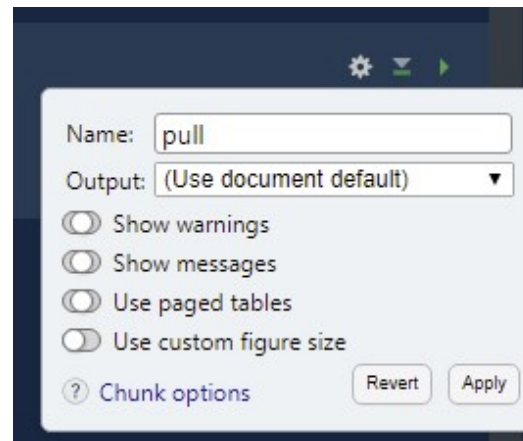 Name: pull
Output: (Use document default)
Show warnings
Show messages
Use paged tables
Use custom figure size
? Chunk options Revert Apply